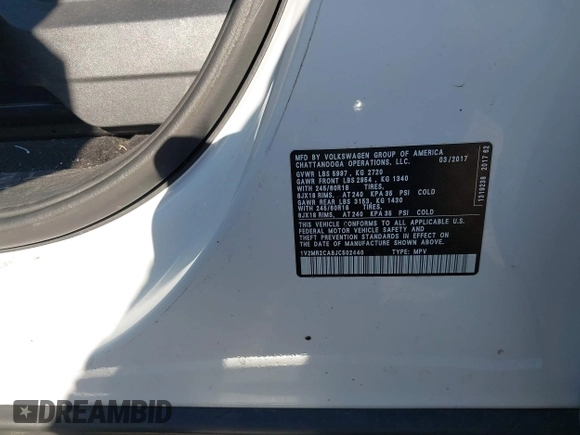 MFD BY VOLKSWAGEN GROUP OF AMERICA
CHATTANOOGA OPERATIONS, LLC. 03/2017
GVWR LBS 5997, KG 2720
GAWR FRONT LBS 2954, KG 1340
WITH 245/60R18 TIRES,
8JX18 RIMS, AT 240 KPA 35 PSI COLD
GAWR REAR LBS 3153, KG 1430
WITH 245/60R18 TIRES,
8JX18 RIMS, AT 240 KPA 35 PSI COLD
THIS VEHICLE CONFORMS TO ALL APPLICABLE U.S.
FEDERAL MOTOR VEHICLE SAFETY AND
THEFT PREVENTION STANDARDS IN EFFECT ON
THE DATE OF MANUFACTURE SHOWN ABOVE.
1V2MR2CA8JC502440 TYPE: MPV
1319238 2017 62
DREAMBID